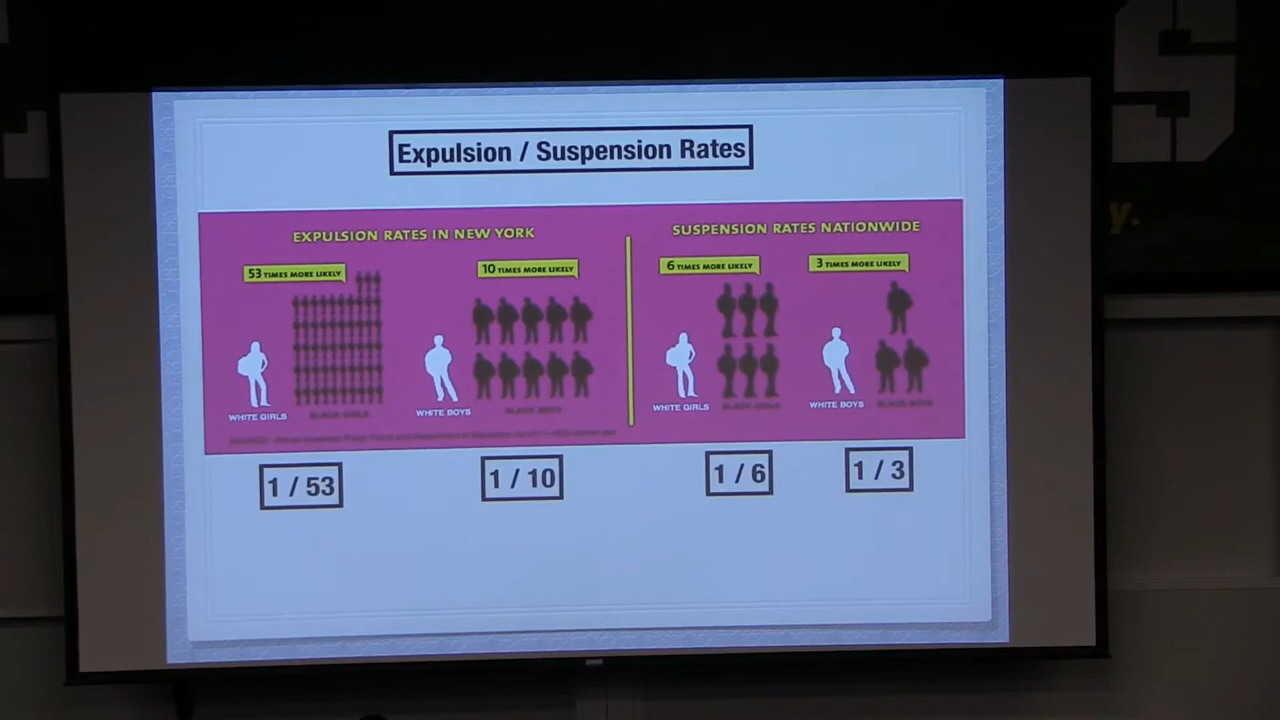 Expulsion / Suspension Rates
EXPULSION RATES IN NEW YORK
SUSPENSION RATES NATIONWIDE
53 TIMES MORE LIKELY
10 TIMES MORE LIKELY
6 TIMES MORE LIKELY
3 TIMES MORE LIKELY
WHITE GIRLS
BLACK GIRLS
WHITE BOYS
BLACK BOYS
WHITE GIRLS
BLACK GIRLS
WHITE BOYS
BLACK BOYS
1 / 53
1 / 10
1 / 6
1 / 3